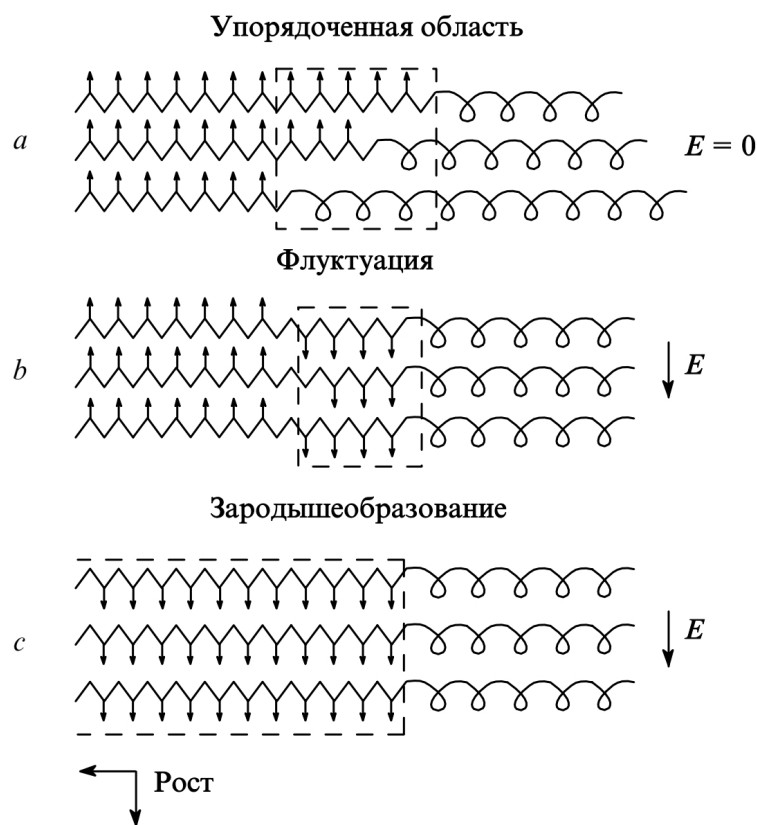 Упорядоченная область
a
E = 0
Флуктуация
b
E
Зародышеобразование
c
E
Рост